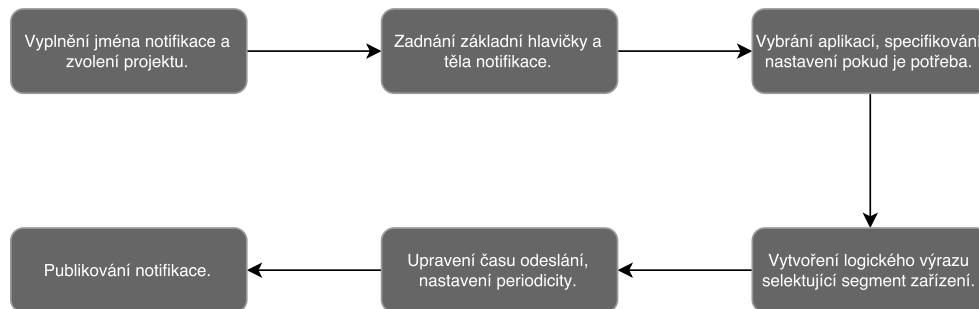 Vyplnění jména notifikace a
zvolení projektu.
Zadnání základní hlavičky a
těla notifikace.
Vybrání aplikací, specifikování
nastavení pokud je potřeba.
Vytvoření logického výrazu
selektující segment zařízení.
Upravení času odeslání,
nastavení periodicity.
Publikování notifikace.